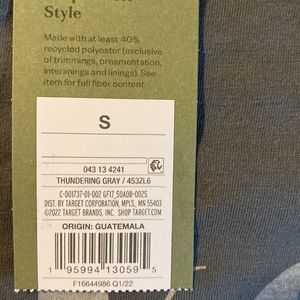 Style
Made with at least 40%
recycled polyester (exclusive
of trimmings, ornamentation,
interlinings and linings). See
item for full fiber content.
S
043 13 4241
THUNDERING GRAY / 453ZL6
C-001737-01-002 GF17_50A08-0025
DIST. BY TARGET CORPORATION, MPLS., MN 55403
©2022 TARGET BRANDS, INC. SHOP TARGET.COM
ORIGIN: GUATEMALA
1 95994 13059 5
F16644986 Q1/22